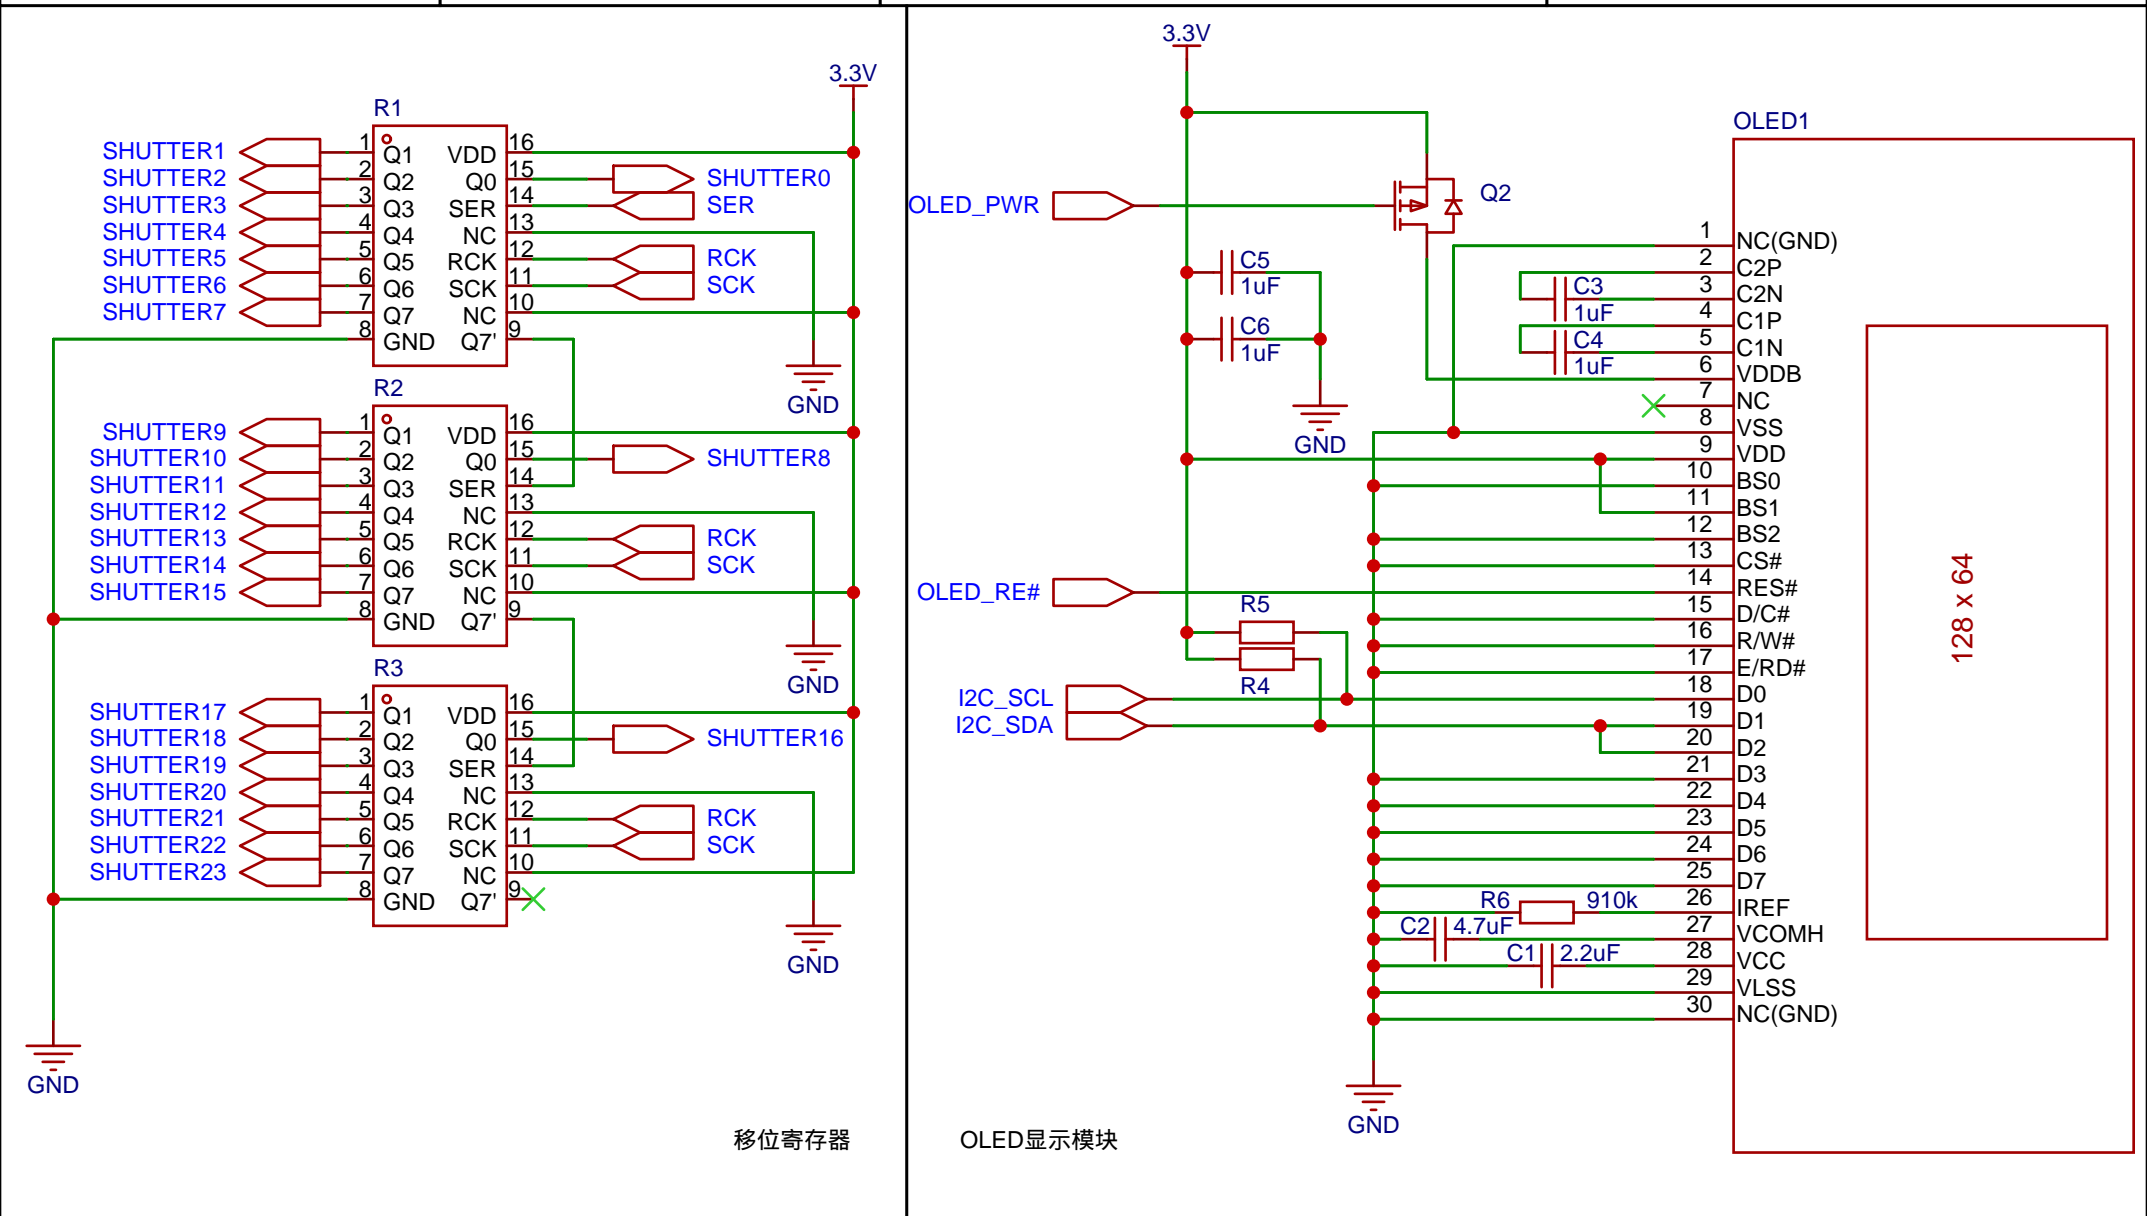 3.3V
R1
SHUTTER1 1 Q1 VDD 16
SHUTTER2 2 Q2 Q0 15 SHUTTER0
SHUTTER3 3 Q3 SER 14 SER
SHUTTER4 4 Q4 NC 13
SHUTTER5 5 Q5 RCK 12 RCK
SHUTTER6 6 Q6 SCK 11 SCK
SHUTTER7 7 Q7 NC 10
8 GND Q7' 9
GND
R2
SHUTTER9 1 Q1 VDD 16
SHUTTER10 2 Q2 Q0 15 SHUTTER8
SHUTTER11 3 Q3 SER 14
SHUTTER12 4 Q4 NC 13
SHUTTER13 5 Q5 RCK 12 RCK
SHUTTER14 6 Q6 SCK 11 SCK
SHUTTER15 7 Q7 NC 10
8 GND Q7' 9
GND
R3
SHUTTER17 1 Q1 VDD 16
SHUTTER18 2 Q2 Q0 15 SHUTTER16
SHUTTER19 3 Q3 SER 14
SHUTTER20 4 Q4 NC 13
SHUTTER21 5 Q5 RCK 12 RCK
SHUTTER22 6 Q6 SCK 11 SCK
SHUTTER23 7 Q7 NC 10
8 GND Q7' 9
GND
GND
移位寄存器
3.3V
OLED_PWR
Q2
C5
1uF
C6
1uF
GND
C3
1uF
C4
1uF
OLED_RE#
R5
R4
I2C_SCL
I2C_SDA
R6 910k
C2 4.7uF
C1 2.2uF
GND
OLED1
1 NC(GND)
2 C2P
3 C2N
4 C1P
5 C1N
6 VDDB
7 NC
8 VSS
9 VDD
10 BS0
11 BS1
12 BS2
13 CS#
14 RES#
15 D/C#
16 R/W#
17 E/RD#
18 D0
19 D1
20 D2
21 D3
22 D4
23 D5
24 D6
25 D7
26 IREF
27 VCOMH
28 VCC
29 VLSS
30 NC(GND)
128 x 64
OLED显示模块